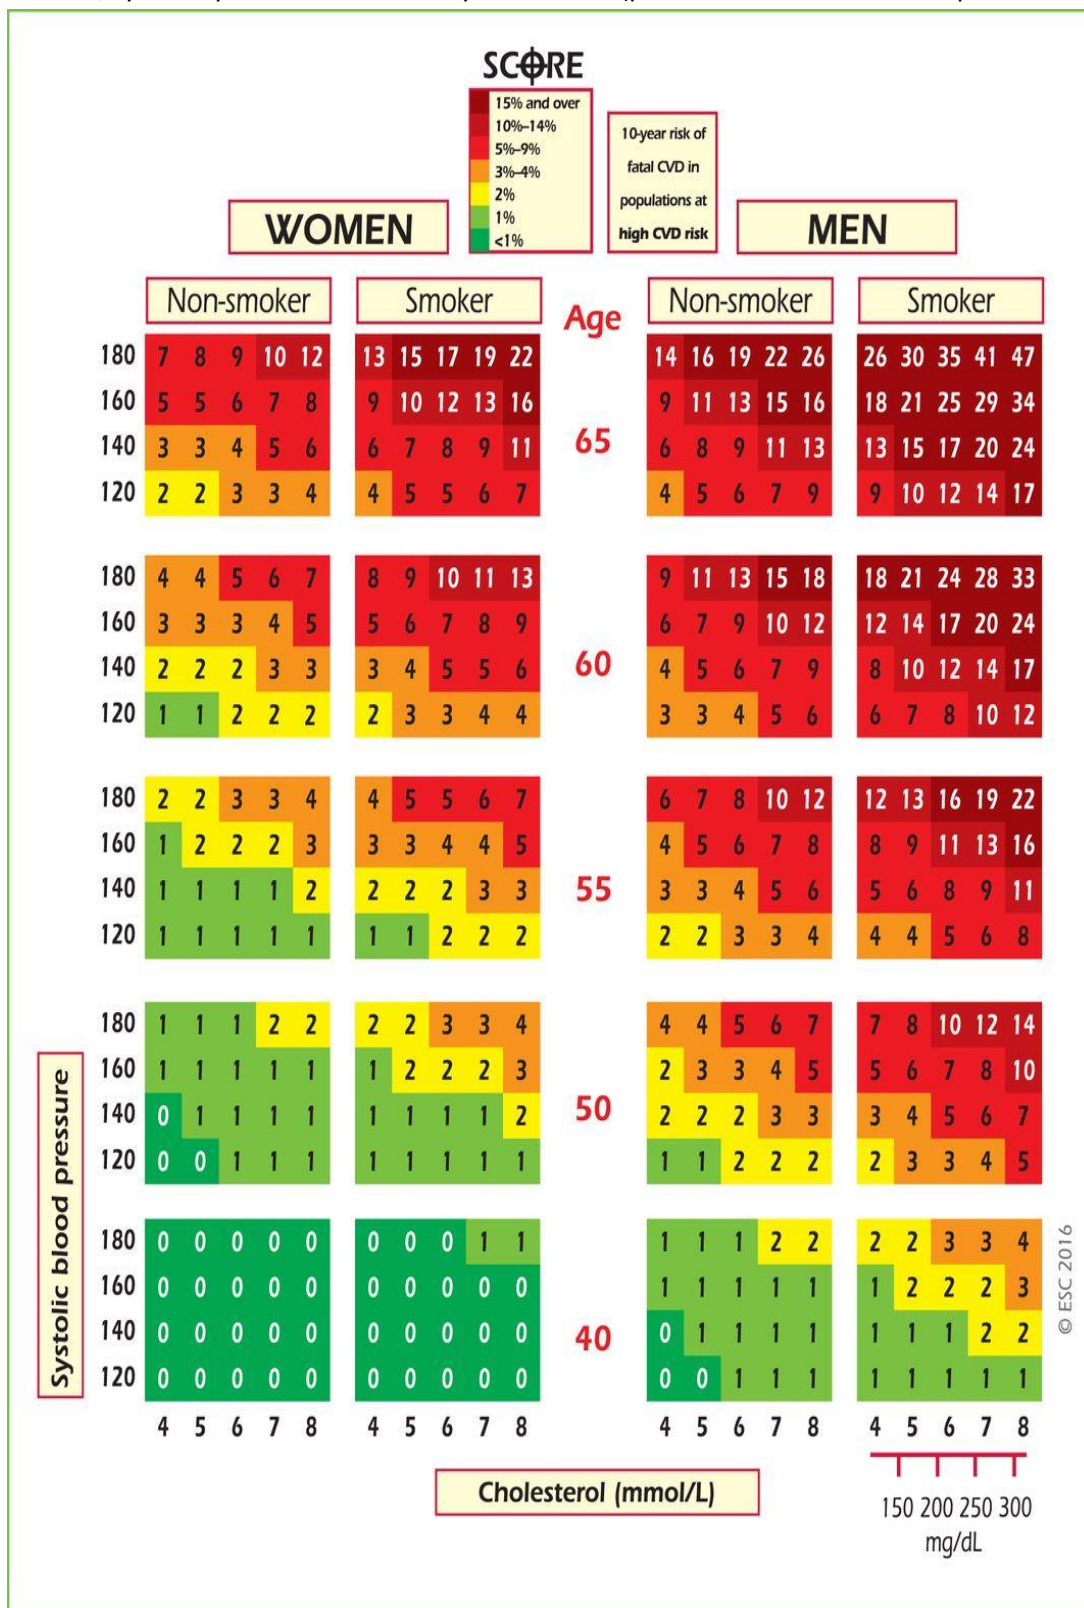 SCORE
15% and over
10%–14%
5%–9%
3%–4%
2%
1%
<1%
10-year risk of
fatal CVD in
populations at
high CVD risk
WOMEN
MEN
Non-smoker
Smoker
Age
Non-smoker
Smoker
180 7 8 9 10 12 13 15 17 19 22 14 16 19 22 26 26 30 35 41 47
160 5 5 6 7 8 9 10 12 13 16 9 11 13 15 16 18 21 25 29 34
65
140 3 3 4 5 6 6 7 8 9 11 6 8 9 11 13 13 15 17 20 24
120 2 2 3 3 4 4 5 5 6 7 4 5 6 7 9 9 10 12 14 17
180 4 4 5 6 7 8 9 10 11 13 9 11 13 15 18 18 21 24 28 33
160 3 3 3 4 5 5 6 7 8 9 6 7 9 10 12 12 14 17 20 24
60
140 2 2 2 3 3 3 4 5 5 6 4 5 6 7 9 8 10 12 14 17
120 1 1 2 2 2 2 3 3 4 4 3 3 4 5 6 6 7 8 10 12
180 2 2 3 3 4 4 5 5 6 7 6 7 8 10 12 12 13 16 19 22
160 1 2 2 2 3 3 3 4 4 5 4 5 6 7 8 8 9 11 13 16
55
140 1 1 1 1 2 2 2 2 3 3 3 3 4 5 6 5 6 8 9 11
120 1 1 1 1 1 1 1 2 2 2 2 2 3 3 4 4 4 5 6 8
180 1 1 1 2 2 2 2 3 3 4 4 4 5 6 7 7 8 10 12 14
160 1 1 1 1 1 1 2 2 2 3 2 3 3 4 5 5 6 7 8 10
50
140 0 1 1 1 1 1 1 1 1 2 2 2 2 3 3 3 4 5 6 7
120 0 0 1 1 1 1 1 1 1 1 1 1 2 2 2 2 3 3 4 5
180 0 0 0 0 0 0 0 0 1 1 1 1 1 2 2 2 2 3 3 4
160 0 0 0 0 0 0 0 0 0 0 1 1 1 1 1 1 2 2 2 3
40
140 0 0 0 0 0 0 0 0 0 0 0 1 1 1 1 1 1 1 2 2
120 0 0 0 0 0 0 0 0 0 0 0 0 1 1 1 1 1 1 1 1
4 5 6 7 8 4 5 6 7 8 4 5 6 7 8 4 5 6 7 8
Systolic blood pressure
© ESC 2016
Cholesterol (mmol/L)
150 200 250 300
mg/dL